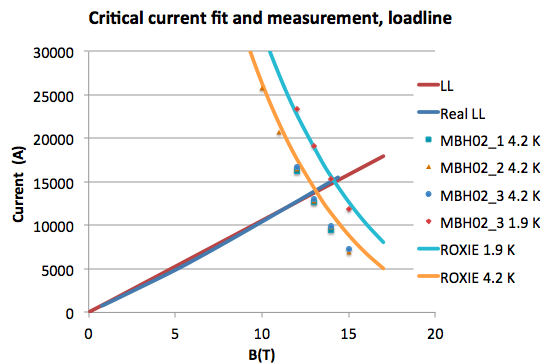 Critical current fit and measurement, loadline
30000
25000
20000
15000
10000
5000
0
Current (A)
0 5 10 15 20
B(T)
LL
Real LL
MBH02_1 4.2 K
MBH02_2 4.2 K
MBH02_3 4.2 K
MBH02_3 1.9 K
ROXIE 1.9 K
ROXIE 4.2 K